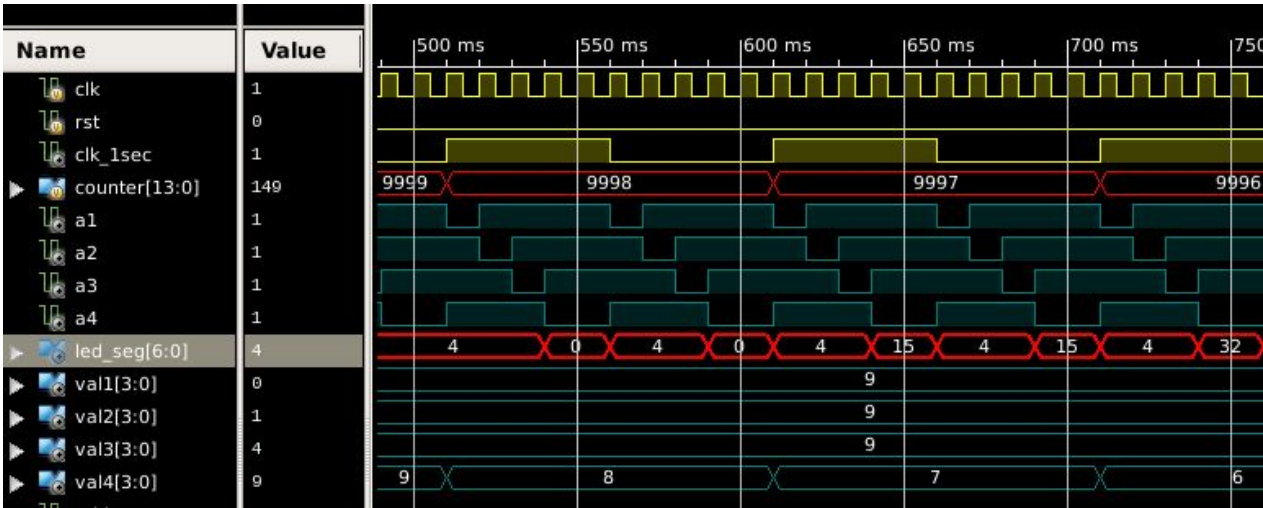 Name Value 500 ms 550 ms 600 ms 650 ms 700 ms 750
clk 1
rst 0
clk_1sec 1
counter[13:0] 149 9999 9998 9997 9996
a1 1
a2 1
a3 1
a4 1
led_seg[6:0] 4 4 0 4 0 4 15 4 15 4 32
val1[3:0] 0 9
val2[3:0] 1 9
val3[3:0] 4 9
val4[3:0] 9 9 8 7 6